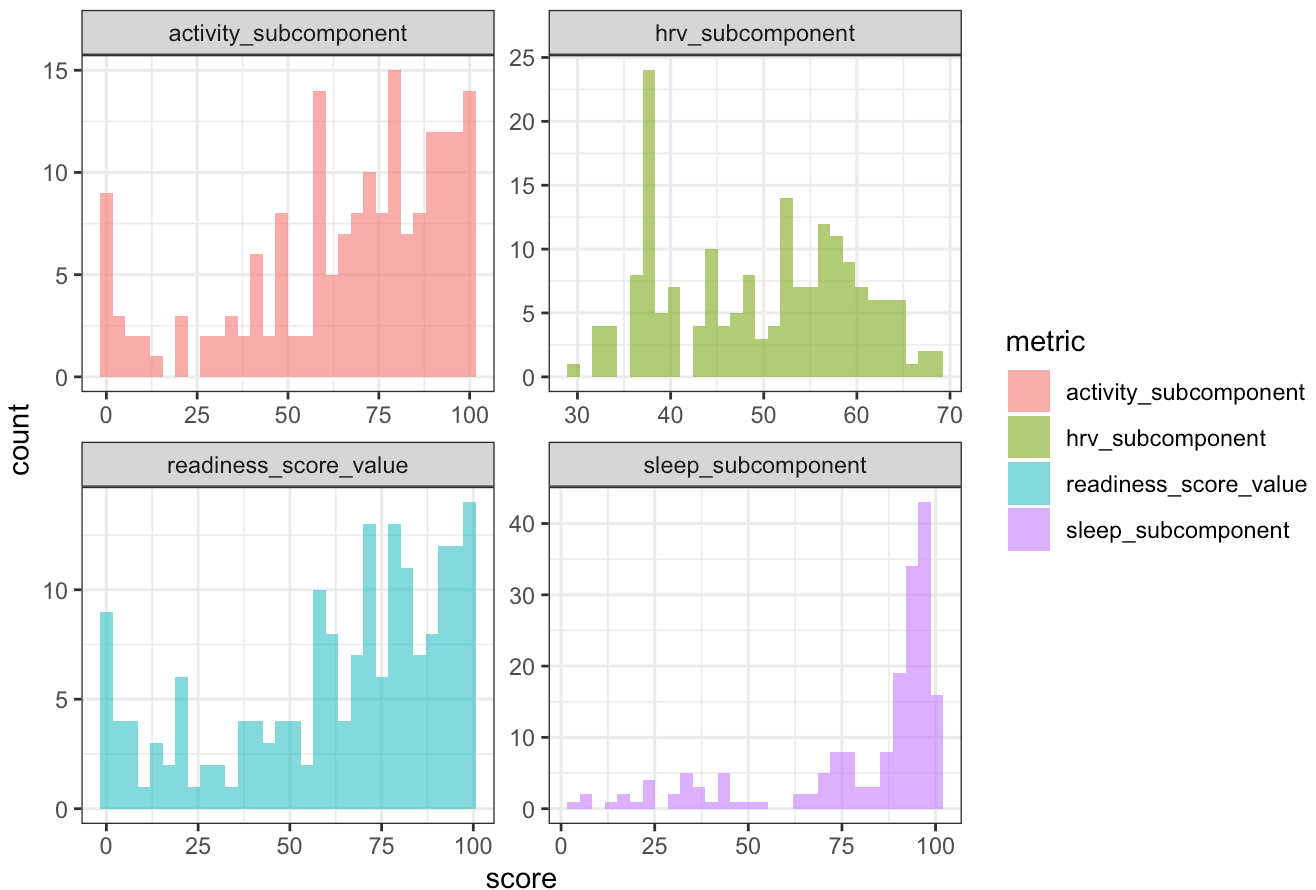 activity_subcomponent
hrv_subcomponent
15
10
5
0
0 25 50 75 100
25
20
15
10
5
0
30 40 50 60 70
readiness_score_value
sleep_subcomponent
10
5
0
0 25 50 75 100
40
30
20
10
0
0 25 50 75 100
count
score
metric
activity_subcomponent
hrv_subcomponent
readiness_score_value
sleep_subcomponent